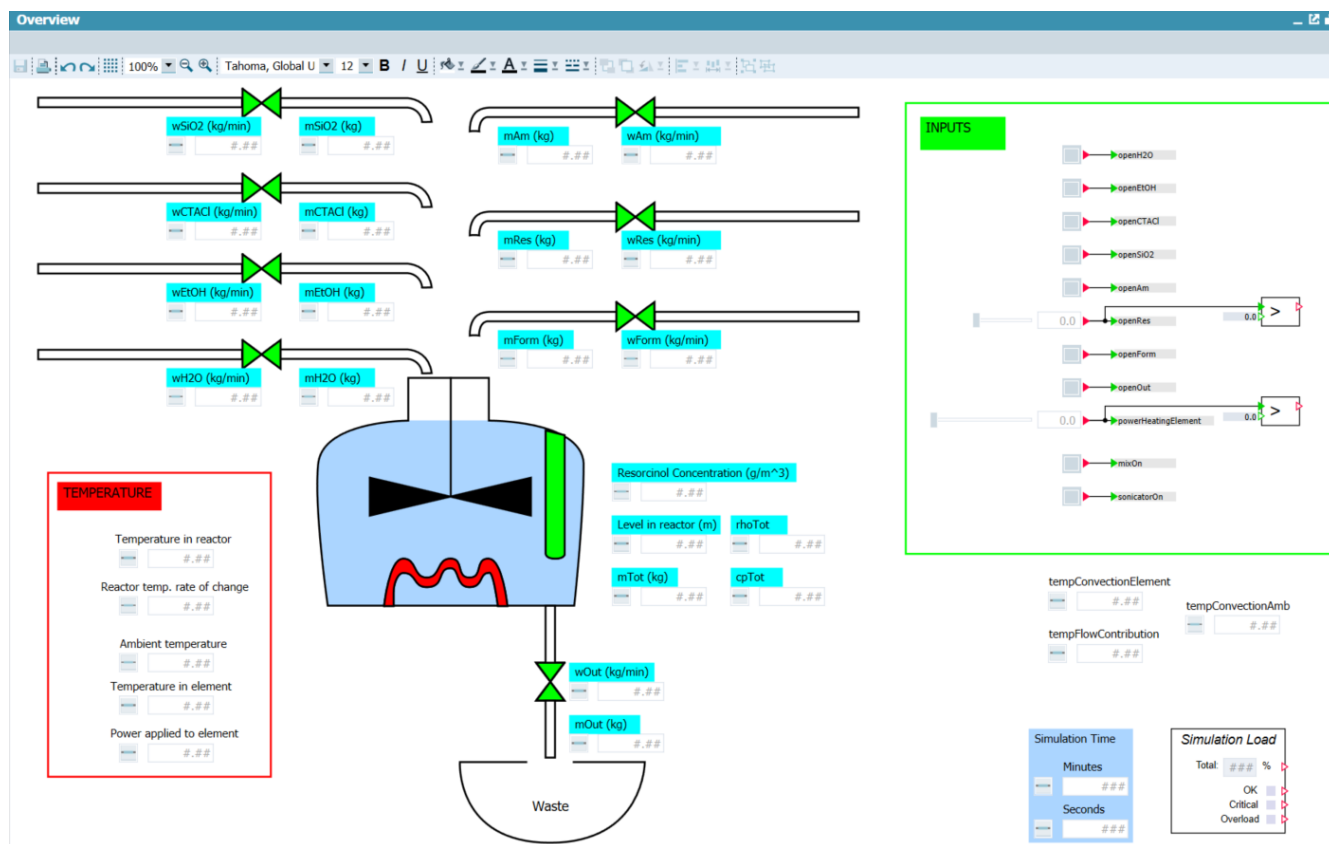 Overview
100%
Tahoma, Global U
12
B I U A
wSiO2 (kg/min)
mSiO2 (kg)
#.##
#.##
mAm (kg)
wAm (kg/min)
#.##
#.##
wCTACl (kg/min)
mCTACl (kg)
#.##
#.##
mRes (kg)
wRes (kg/min)
#.##
#.##
wEtOH (kg/min)
mEtOH (kg)
#.##
#.##
mForm (kg)
wForm (kg/min)
#.##
#.##
wH2O (kg/min)
mH2O (kg)
#.##
#.##
INPUTS
openH2O
openEtOH
openCTACl
openSiO2
openAm
0.0
openRes
0.0
>
openForm
openOut
0.0
powerHeatingElement
0.0
>
mixOn
sonicatorOn
TEMPERATURE
Temperature in reactor
#.##
Reactor temp. rate of change
#.##
Ambient temperature
#.##
Temperature in element
#.##
Power applied to element
#.##
Resorcinol Concentration (g/m^3)
#.##
Level in reactor (m)
rhoTot
#.##
#.##
mTot (kg)
cpTot
#.##
#.##
wOut (kg/min)
#.##
mOut (kg)
#.##
Waste
tempConvectionElement
#.##
tempConvectionAmb
#.##
tempFlowContribution
#.##
Simulation Time
Minutes
###
Seconds
###
Simulation Load
Total: ### %
OK
Critical
Overload